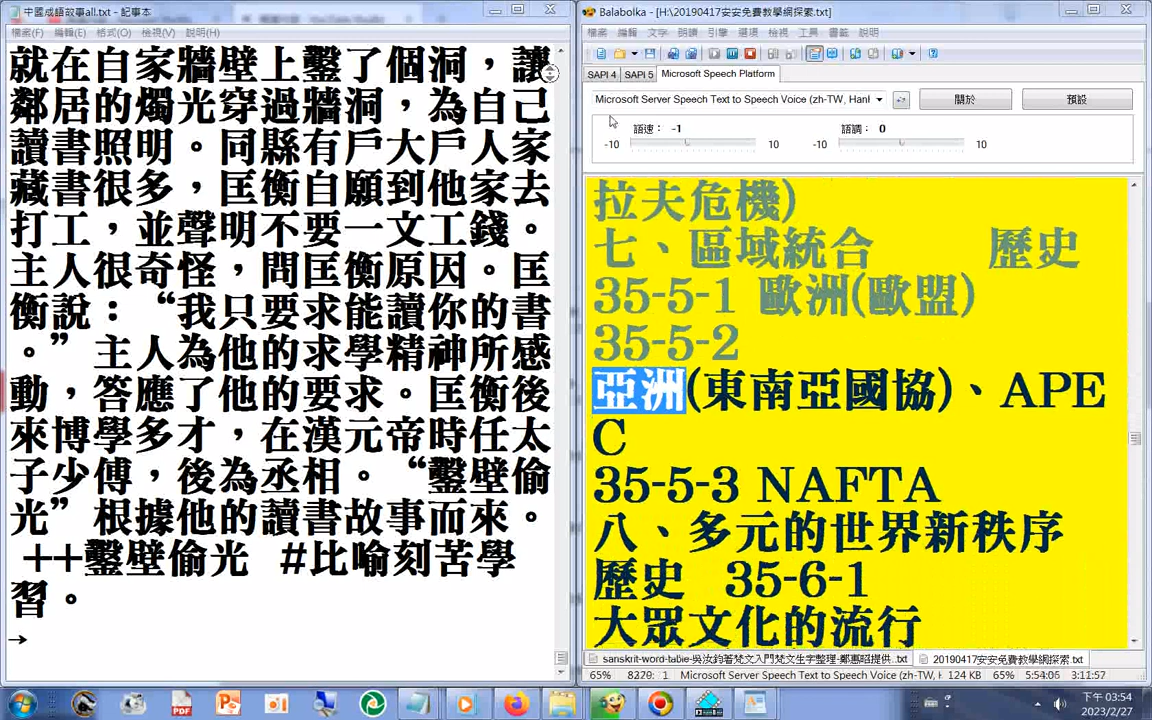 中國成語故事all.txt - 記事本
檔案(F) 編輯(E) 格式(O) 檢視(V) 說明(H)
就在自家牆壁上鑿了個洞，讓
鄰居的燭光穿過牆洞，為自己
讀書照明。同縣有戶大戶人家
藏書很多，匡衡自願到他家去
打工，並聲明不要一文工錢。
主人很奇怪，問匡衡原因。匡
衡說：“我只要求能讀你的書
。”主人為他的求學精神所感
動，答應了他的要求。匡衡後
來博學多才，在漢元帝時任太
子少傅，後為丞相。“鑿壁偷
光”根據他的讀書故事而來。
++鑿壁偷光 #比喻刻苦學
習。
→
Balabolka - [H:\20190417安安免費教學網探索.txt]
檔案 編輯 文字 朗讀 引擎 選項 檢視 工具 書籤 說明
SAPI 4 SAPI 5 Microsoft Speech Platform
Microsoft Server Speech Text to Speech Voice (zh-TW, Hanl
關於 預設
語速： -1 語調： 0
-10 10 -10 10
拉夫危機)
七、區域統合 歷史
35-5-1 歐洲(歐盟)
35-5-2
亞洲(東南亞國協)、APE
C
35-5-3 NAFTA
八、多元的世界新秩序
歷史 35-6-1
大眾文化的流行
sanskrit-word-table-吳汝鈞著梵文入門梵文生字整理-鄭惠昭提供..txt 20190417安安免費教學網探索.txt
65% 8279: 1 Microsoft Server Speech Text to Speech Voice (zh-TW, H 124 KB 65% 5:54:06 3:11:57
下午 03:54
2023/2/27